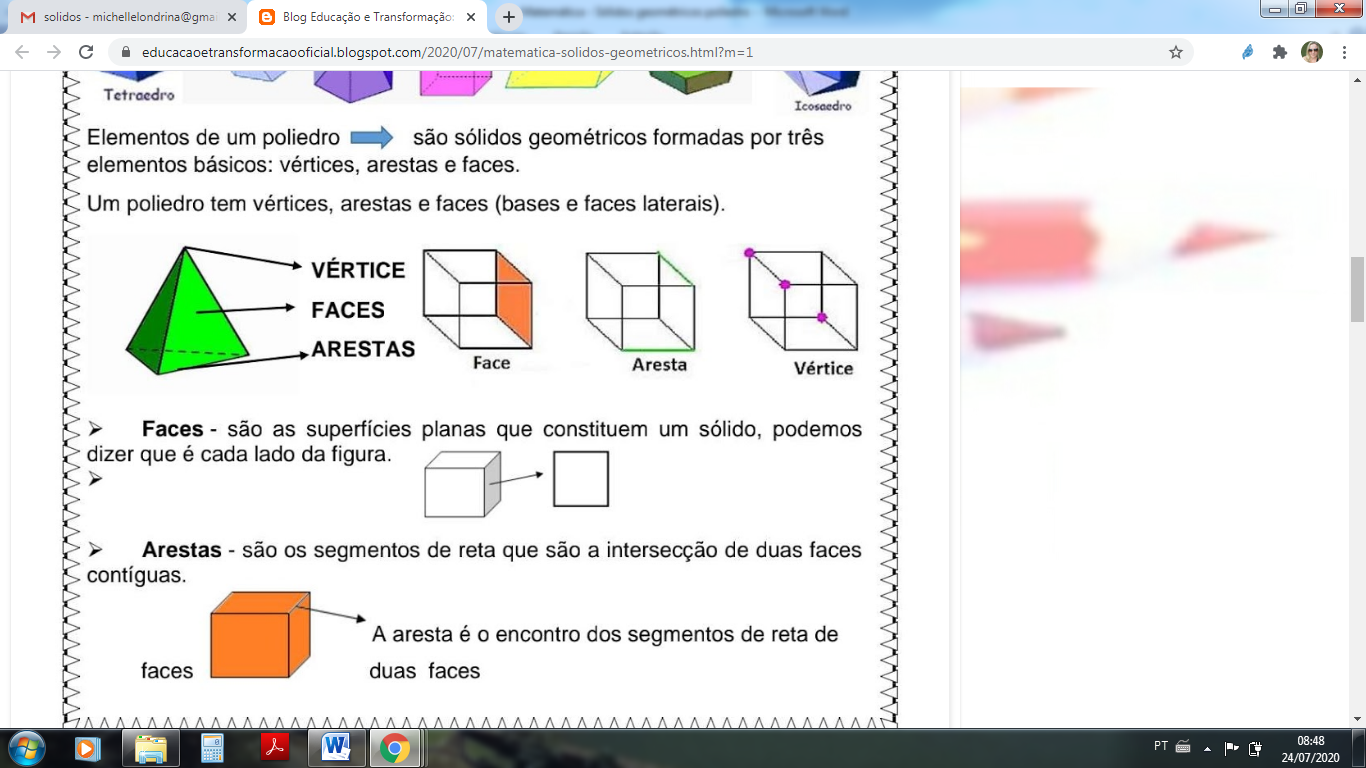 solidos - michellelondrina@gmai
Blog Educação e Transformação:
educacaoetransformacaooficial.blogspot.com/2020/07/matematica-solidos-geometricos.html?m=1
Tetraedro
Icosaedro
Elementos de um poliedro são sólidos geométricos formadas por três
elementos básicos: vértices, arestas e faces.
Um poliedro tem vértices, arestas e faces (bases e faces laterais).
VÉRTICE
FACES
ARESTAS
Face
Aresta
Vértice
Faces - são as superfícies planas que constituem um sólido, podemos
dizer que é cada lado da figura.
Arestas - são os segmentos de reta que são a intersecção de duas faces
contíguas.
A aresta é o encontro dos segmentos de reta de
faces duas faces
PT
08:48
24/07/2020